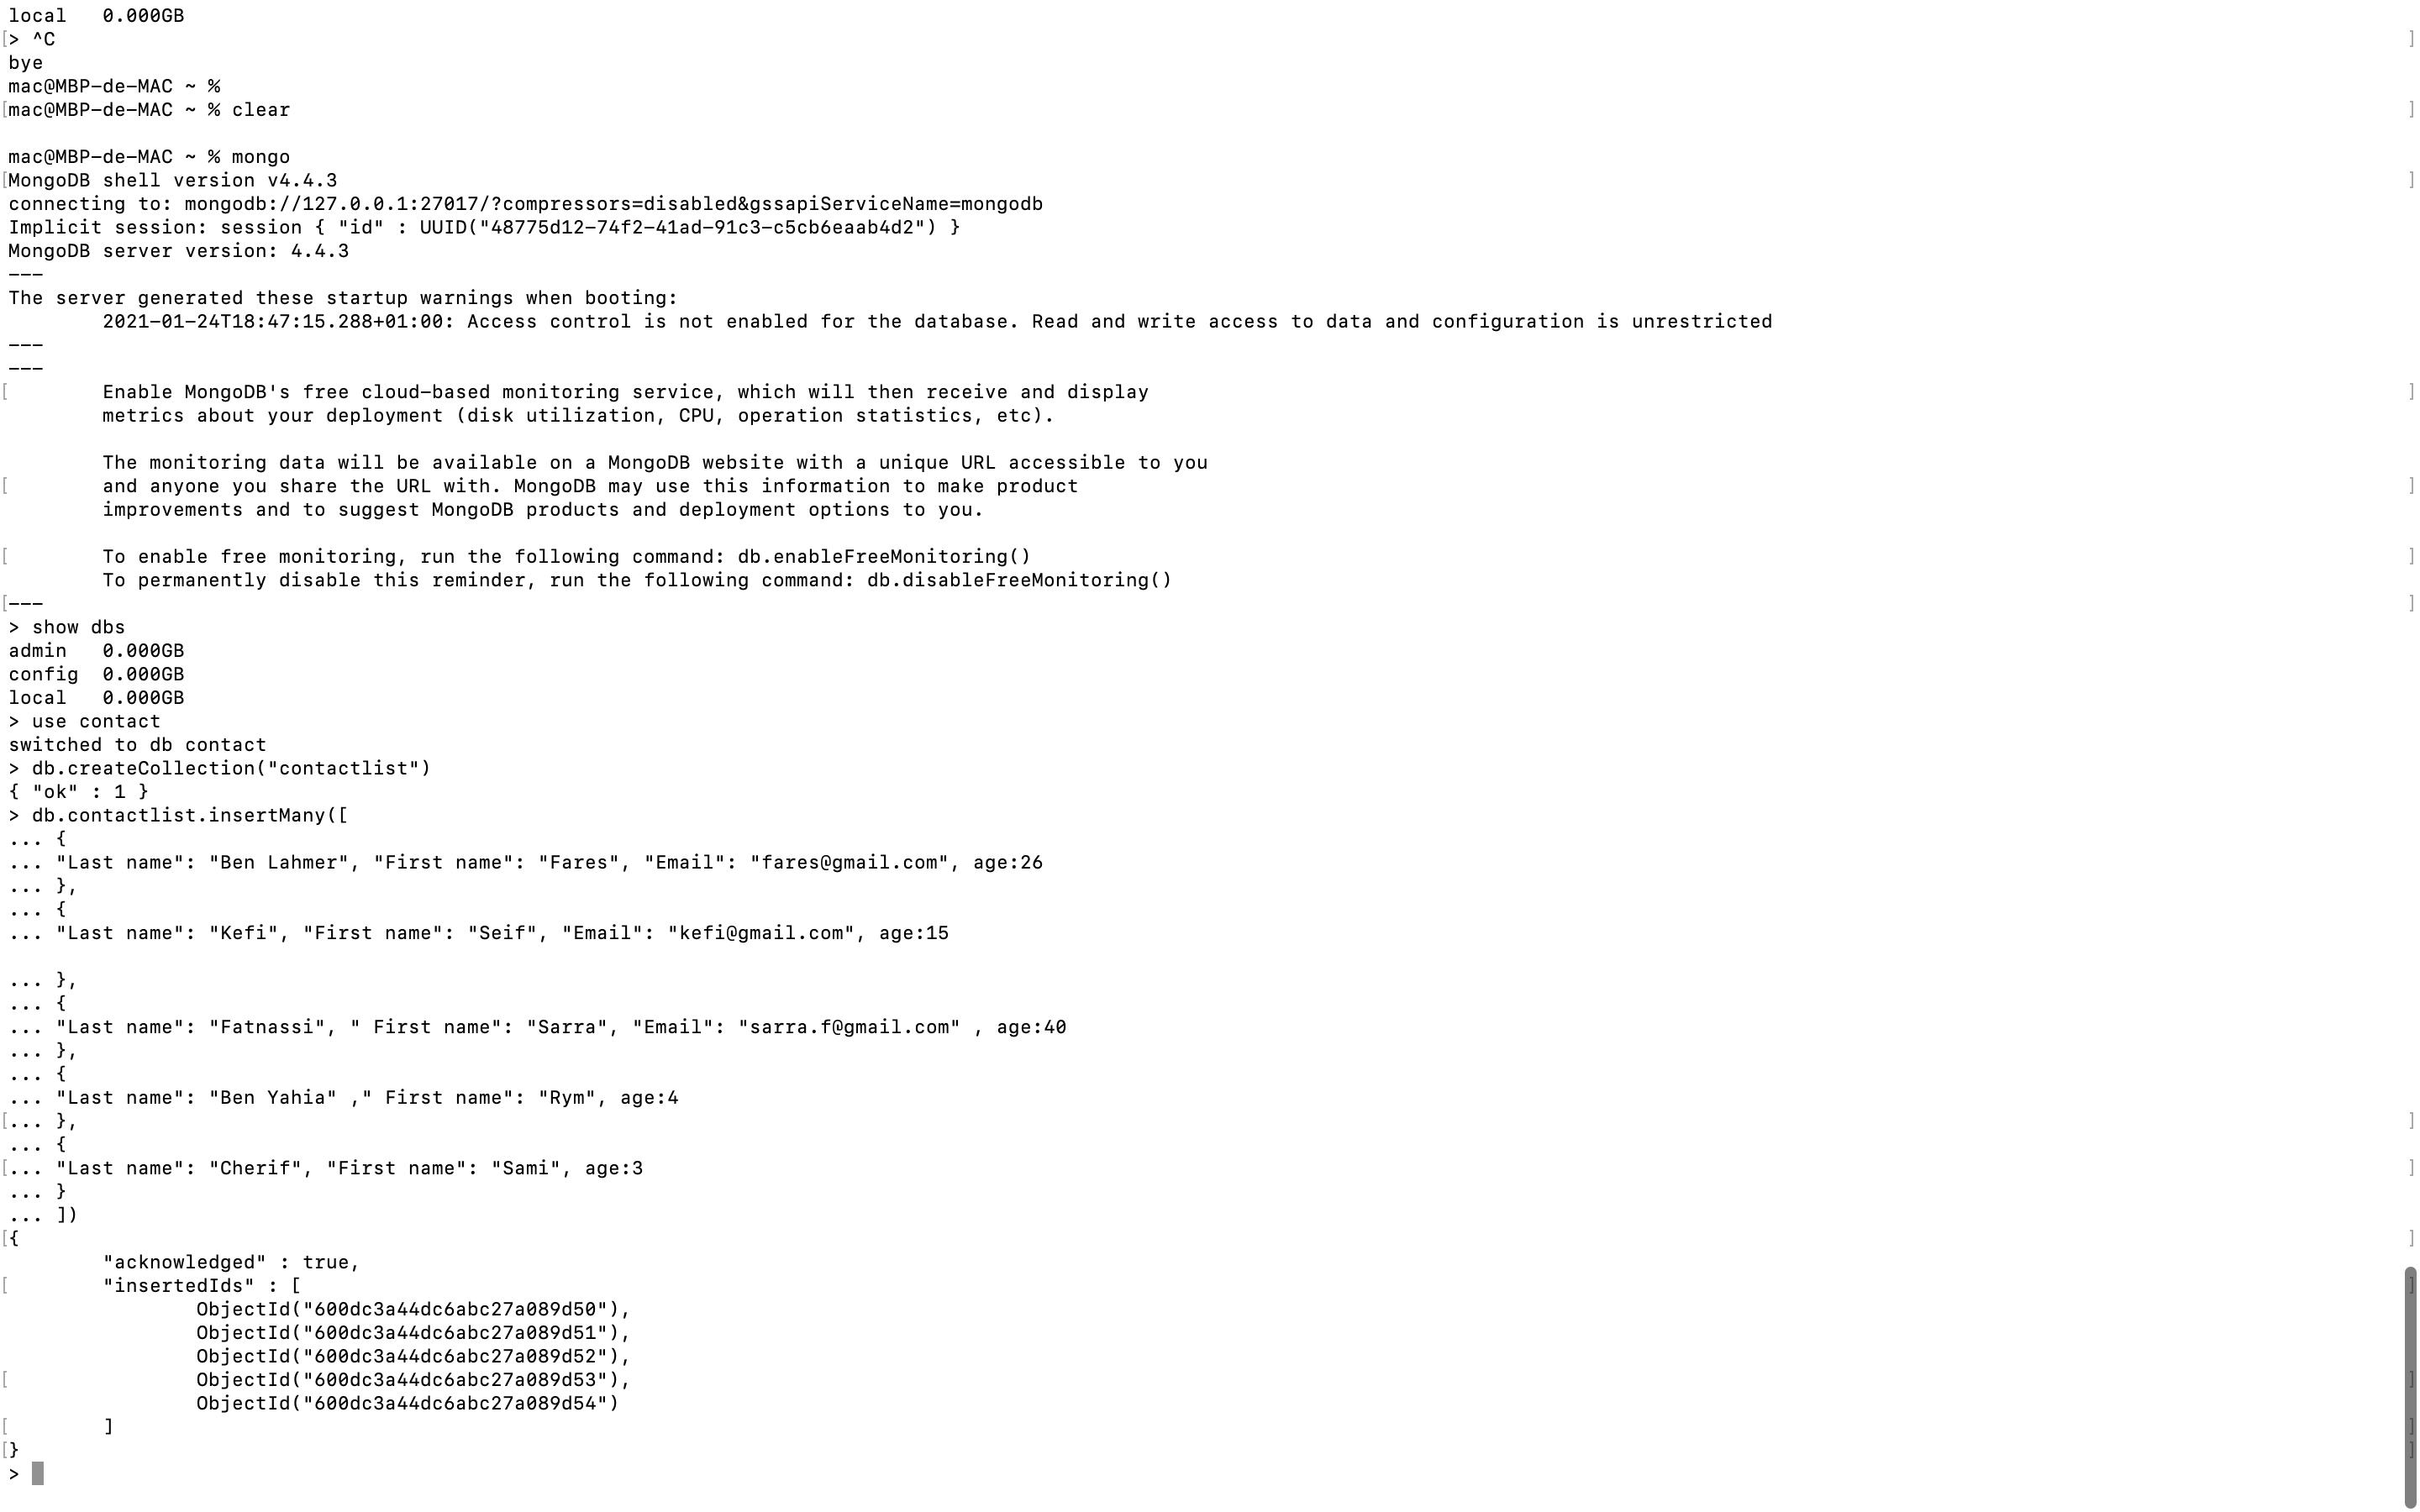 local   0.000GB
[> ^C ]
bye
mac@MBP-de-MAC ~ %
[mac@MBP-de-MAC ~ % clear ]
mac@MBP-de-MAC ~ % mongo
[MongoDB shell version v4.4.3 ]
connecting to: mongodb://127.0.0.1:27017/?compressors=disabled&gssapiServiceName=mongodb
Implicit session: session { "id" : UUID("48775d12-74f2-41ad-91c3-c5cb6eaab4d2") }
MongoDB server version: 4.4.3
---
The server generated these startup warnings when booting:
        2021-01-24T18:47:15.288+01:00: Access control is not enabled for the database. Read and write access to data and configuration is unrestricted
---
---
[       Enable MongoDB's free cloud-based monitoring service, which will then receive and display ]
        metrics about your deployment (disk utilization, CPU, operation statistics, etc).
        The monitoring data will be available on a MongoDB website with a unique URL accessible to you
[       and anyone you share the URL with. MongoDB may use this information to make product ]
        improvements and to suggest MongoDB products and deployment options to you.
[       To enable free monitoring, run the following command: db.enableFreeMonitoring() ]
        To permanently disable this reminder, run the following command: db.disableFreeMonitoring()
[--- ]
> show dbs
admin   0.000GB
config  0.000GB
local   0.000GB
> use contact
switched to db contact
> db.createCollection("contactlist")
{ "ok" : 1 }
> db.contactlist.insertMany([
... {
... "Last name": "Ben Lahmer", "First name": "Fares", "Email": "fares@gmail.com", age:26
... },
... {
... "Last name": "Kefi", "First name": "Seif", "Email": "kefi@gmail.com", age:15
... },
... {
... "Last name": "Fatnassi", " First name": "Sarra", "Email": "sarra.f@gmail.com" , age:40
... },
... {
... "Last name": "Ben Yahia" ," First name": "Rym", age:4
[... }, ]
... {
[... "Last name": "Cherif", "First name": "Sami", age:3 ]
... }
... ])
[{ ]
        "acknowledged" : true,
[       "insertedIds" : [ ]
                ObjectId("600dc3a44dc6abc27a089d50"),
                ObjectId("600dc3a44dc6abc27a089d51"),
                ObjectId("600dc3a44dc6abc27a089d52"),
[               ObjectId("600dc3a44dc6abc27a089d53"), ]
                ObjectId("600dc3a44dc6abc27a089d54")
[       ] ]
[} ]
>